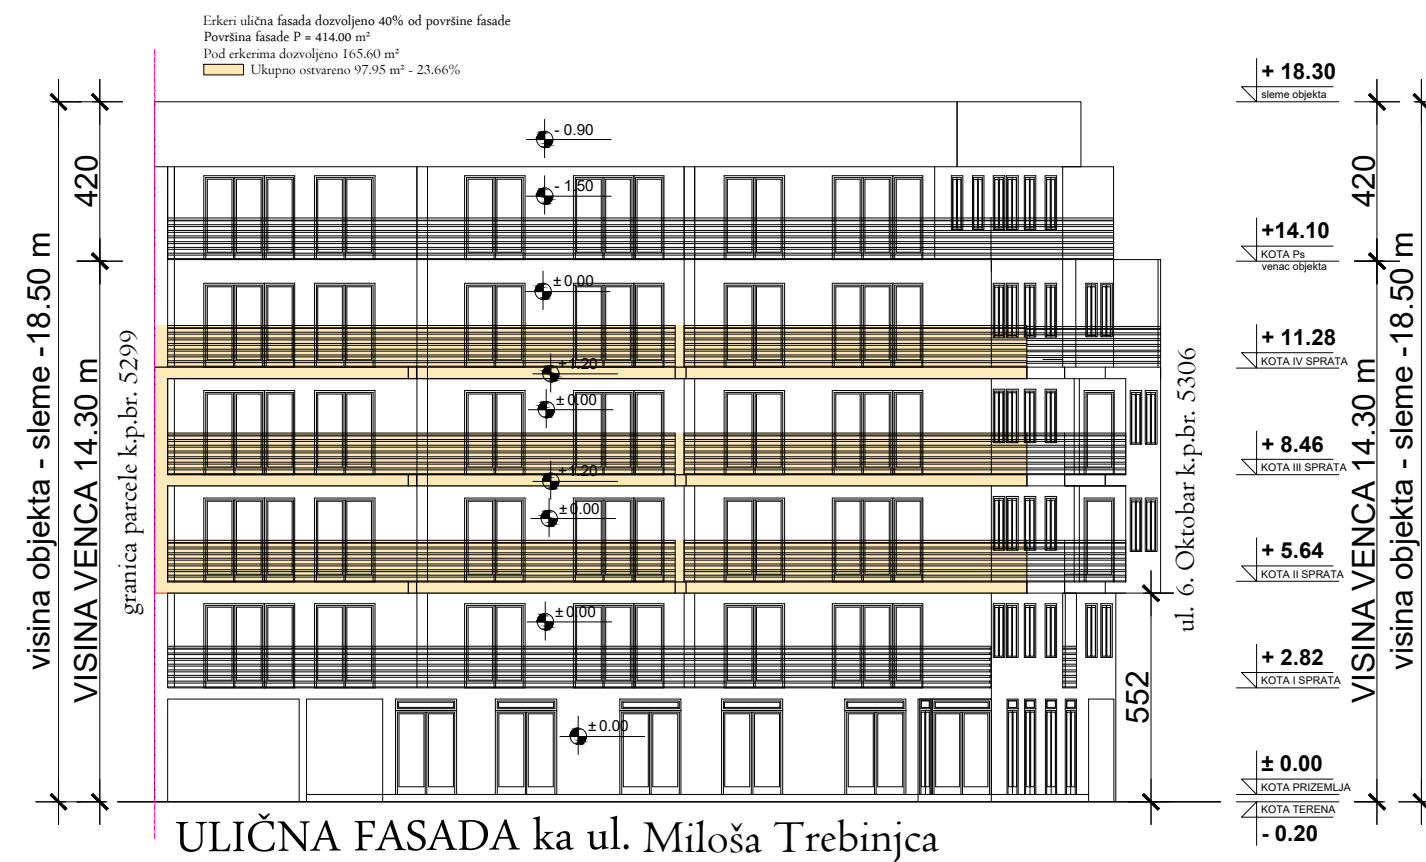 Erkeri ulična fasada dozvoljeno 40% od površine fasade
Površina fasade P = 414.00 m²
Pod erkerima dozvoljeno 165.60 m²
Ukupno ostvareno 97.95 m² - 23.66%
visina objekta - sleme -18.50 m
420
VISINA VENCA 14.30 m
granica parcele k.p.br. 5299
- 0.90
- 1.50
± 0.00
+1.20
± 0.00
+1.20
± 0.00
± 0.00
± 0.00
552
ul. 6. Oktobar k.p.br. 5306
+ 18.30
sleme objekta
+14.10
KOTA Ps
venac objekta
+ 11.28
KOTA IV SPRATA
+ 8.46
KOTA III SPRATA
+ 5.64
KOTA II SPRATA
+ 2.82
KOTA I SPRATA
± 0.00
KOTA PRIZEMLJA
KOTA TERENA
- 0.20
420
VISINA VENCA 14.30 m
visina objekta - sleme -18.50 m
ULIČNA FASADA ka ul. Miloša Trebinjca